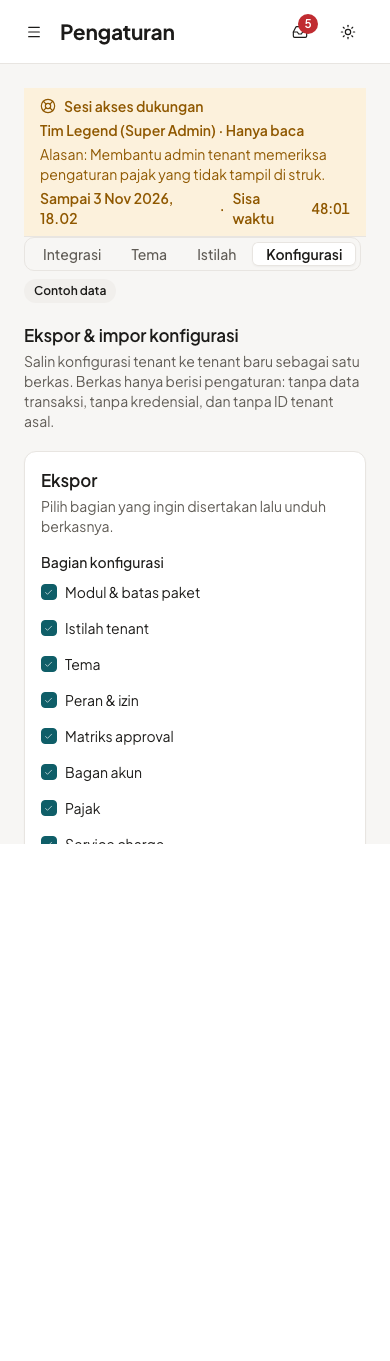 Pengaturan
5
Sesi akses dukungan
Tim Legend (Super Admin) · Hanya baca
Alasan: Membantu admin tenant memeriksa
pengaturan pajak yang tidak tampil di struk.
Sampai 3 Nov 2026, 18.02 · Sisa waktu 48:01
Integrasi Tema Istilah Konfigurasi
Contoh data
Ekspor & impor konfigurasi
Salin konfigurasi tenant ke tenant baru sebagai satu
berkas. Berkas hanya berisi pengaturan: tanpa data
transaksi, tanpa kredensial, dan tanpa ID tenant
asal.
Ekspor
Pilih bagian yang ingin disertakan lalu unduh
berkasnya.
Bagian konfigurasi
Modul & batas paket
Istilah tenant
Tema
Peran & izin
Matriks approval
Bagan akun
Pajak
Service charge